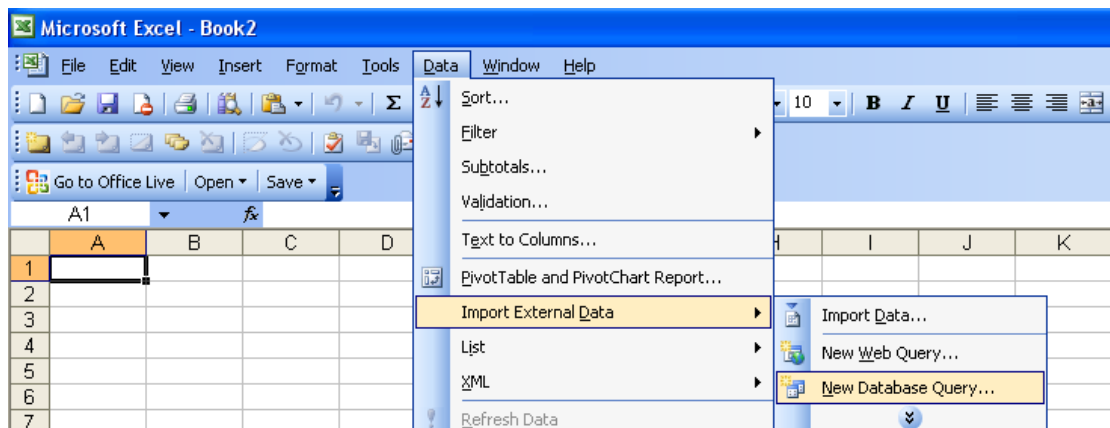 Microsoft Excel - Book2
File Edit View Insert Format Tools Data Window Help
Σ A Z 10 B I U a
Go to Office Live Open Save
A1 fx
A B C D H I J K
1
2
3
4
5
6
7
Sort...
Filter
Subtotals...
Validation...
Text to Columns...
PivotTable and PivotChart Report...
Import External Data
List
XML
Refresh Data
Import Data...
New Web Query...
New Database Query...